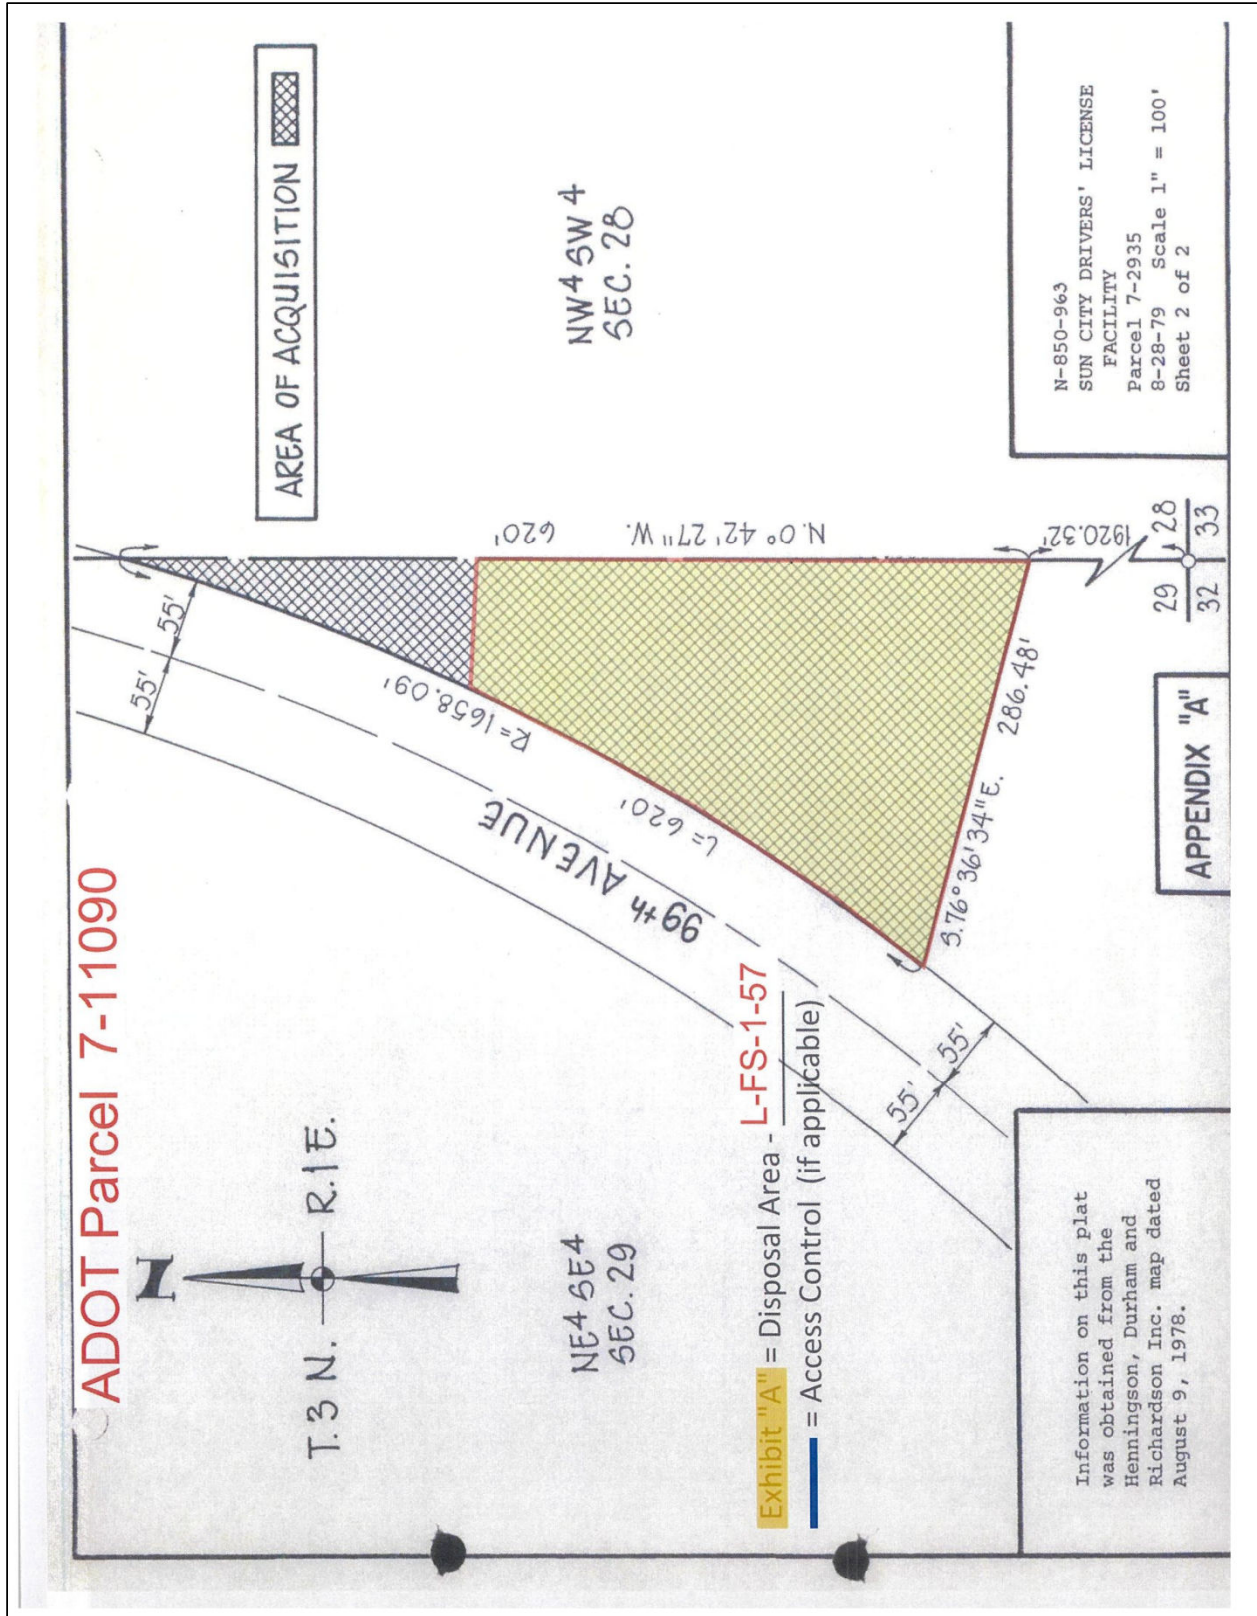 ADOT Parcel 7-11090
AREA OF ACQUISITION
T. 3 N. R. 1 E.
NE4 SE4
SEC. 29
NW4 SW4
SEC. 28
55'
55'
R=1658.09'
99th AVENUE
L= 620'
620'
N. 0° 42' 27" W.
Exhibit "A" = Disposal Area - L-FS-1-57
= Access Control (if applicable)
S. 76° 36' 34" E. 286.48'
55'
55'
1920.32'
29 28
32 33
APPENDIX "A"
Information on this plat
was obtained from the
Henningson, Durham and
Richardson Inc. map dated
August 9, 1978.
N-850-963
SUN CITY DRIVERS' LICENSE
FACILITY
Parcel 7-2935
8-28-79 Scale 1" = 100'
Sheet 2 of 2